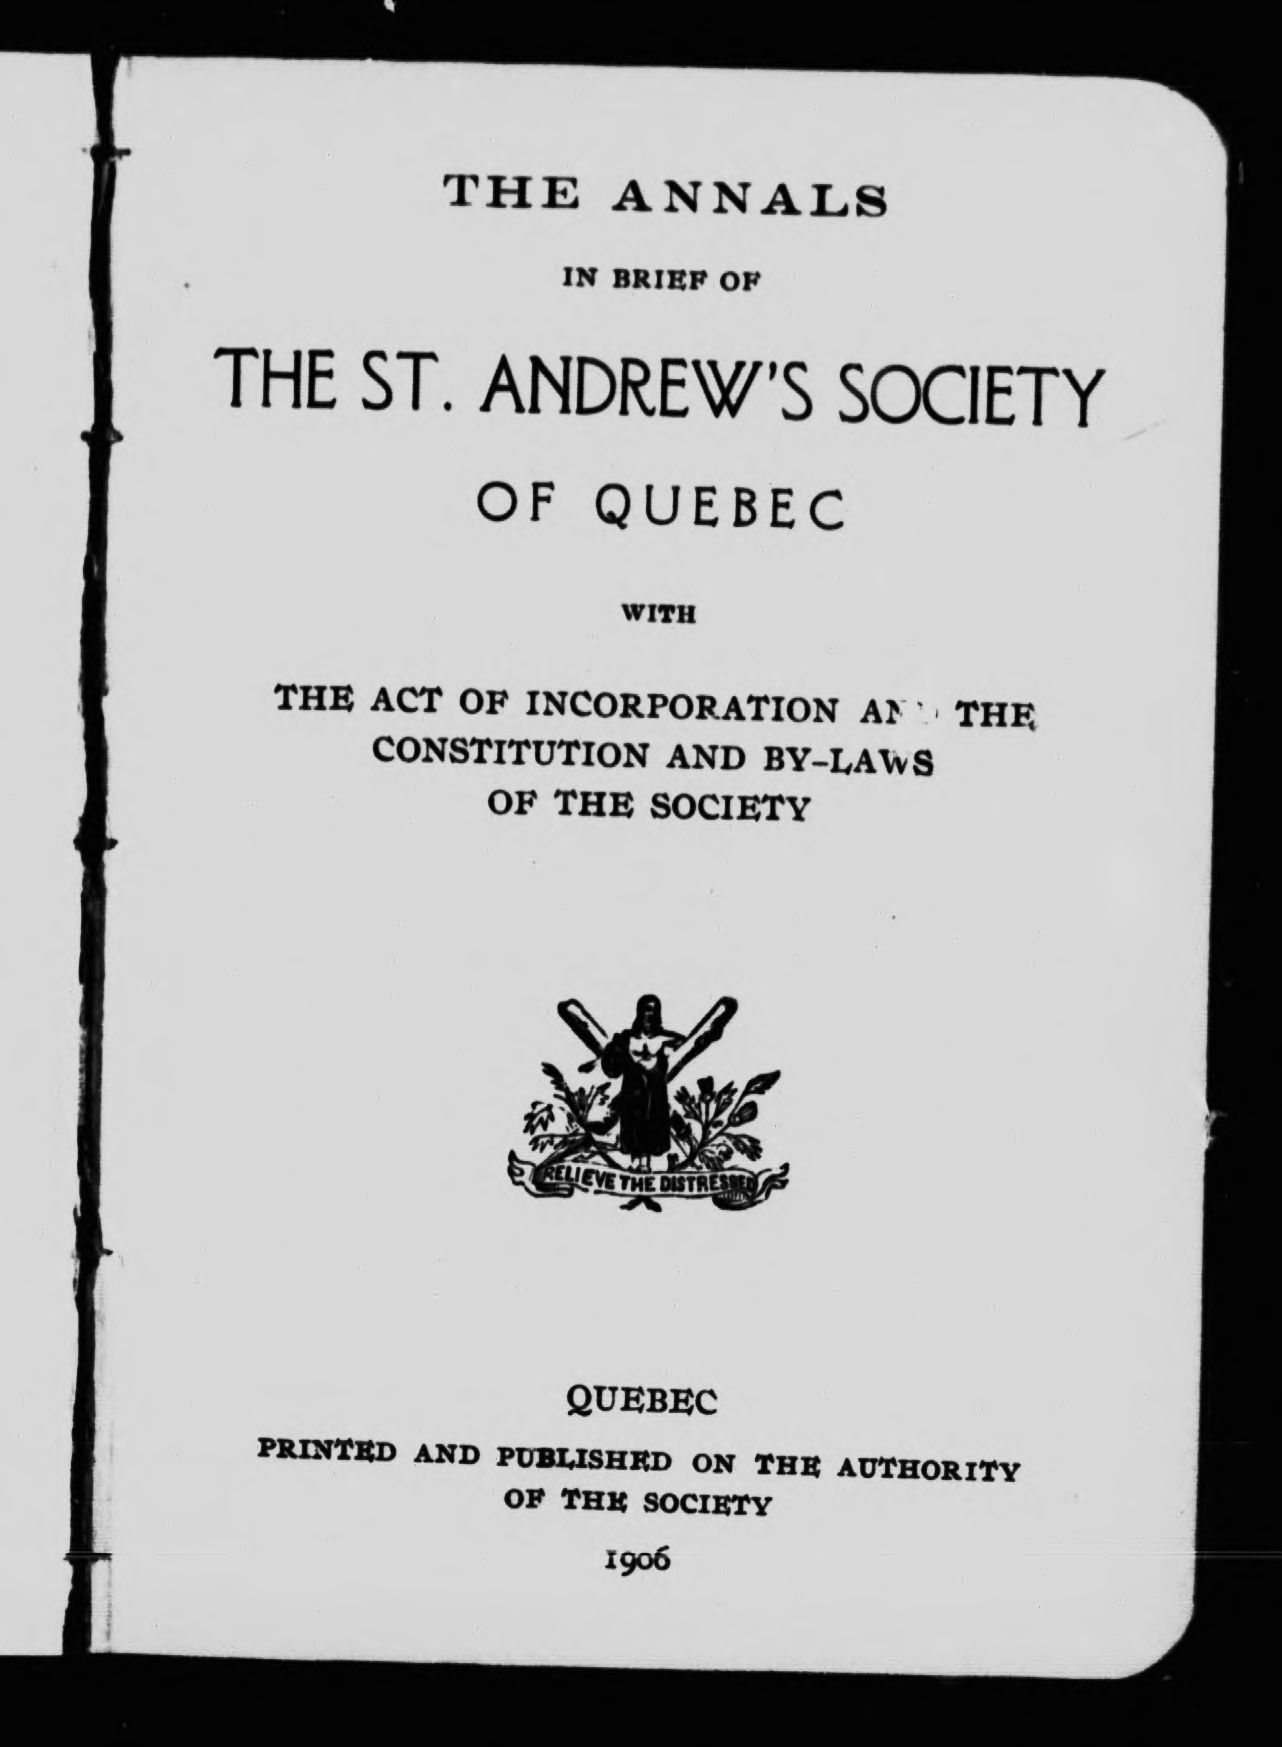 THE ANNALS
IN BRIEF OF
THE ST. ANDREW'S SOCIETY
OF QUEBEC
WITH
THE ACT OF INCORPORATION AND THE
CONSTITUTION AND BY-LAWS
OF THE SOCIETY
RELIEVE THE DISTRESSED
QUEBEC
PRINTED AND PUBLISHED ON THE AUTHORITY
OF THE SOCIETY
1906